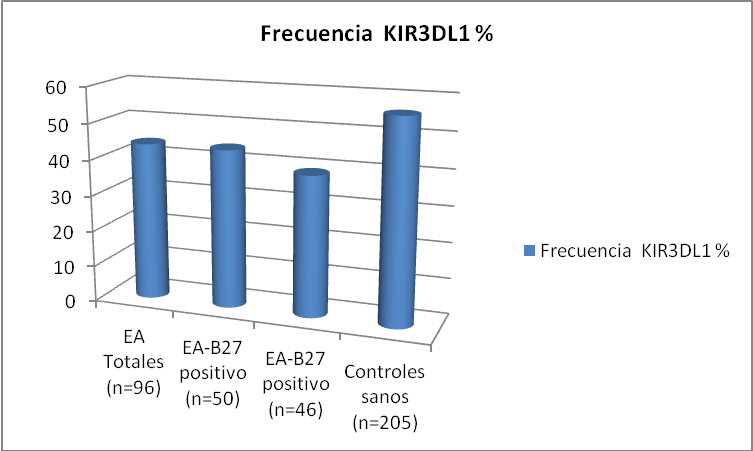 Frecuencia KIR3DL1 %
60
50
40
30
20
10
0
EA
Totales
(n=96)
EA-B27
positivo
(n=50)
EA-B27
positivo
(n=46)
Controles
sanos
(n=205)
Frecuencia KIR3DL1 %